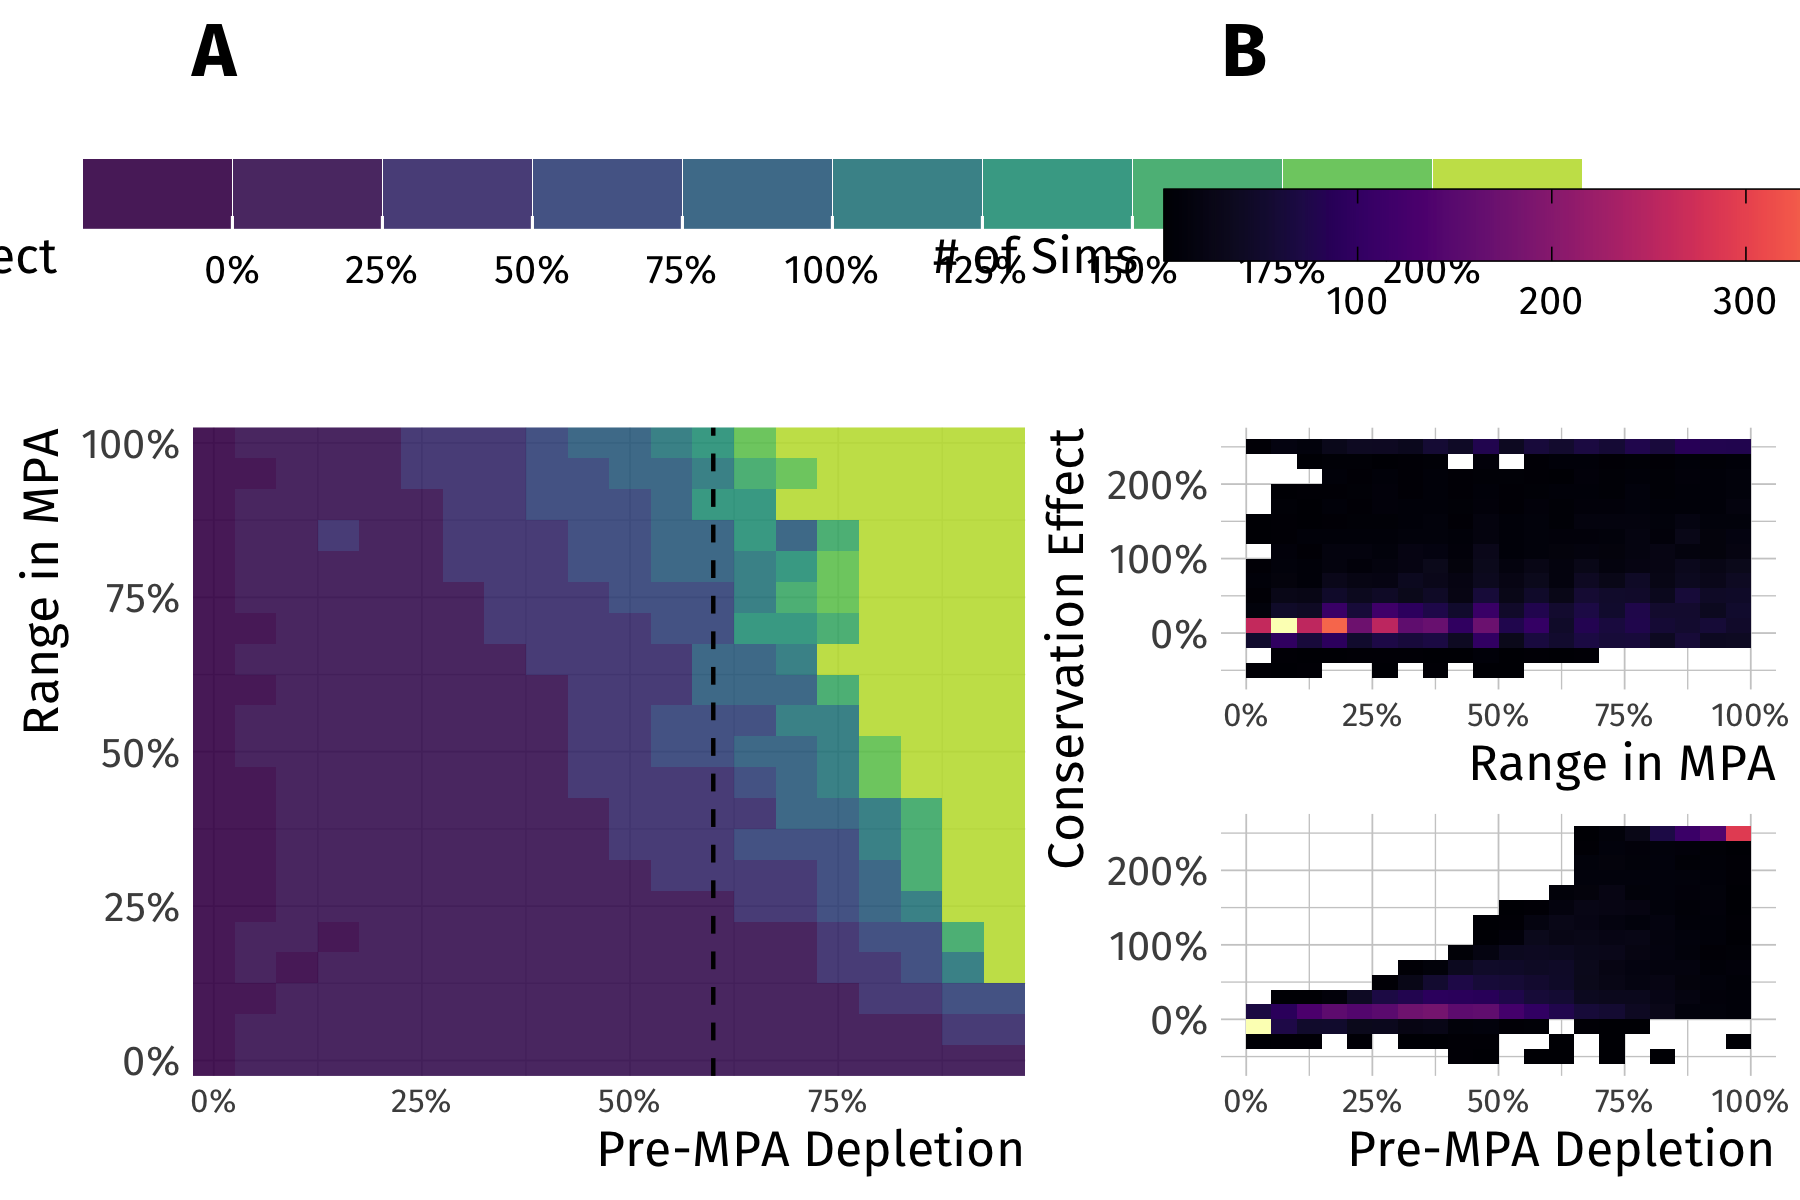 A
B
ect
0% 25% 50% 75% 100% 125% 150% 175% 200%
# of Sims
100 200 300
Range in MPA
100%
75%
50%
25%
0%
0% 25% 50% 75%
Pre-MPA Depletion
Conservation Effect
200%
100%
0%
0% 25% 50% 75% 100%
Range in MPA
200%
100%
0%
0% 25% 50% 75% 100%
Pre-MPA Depletion